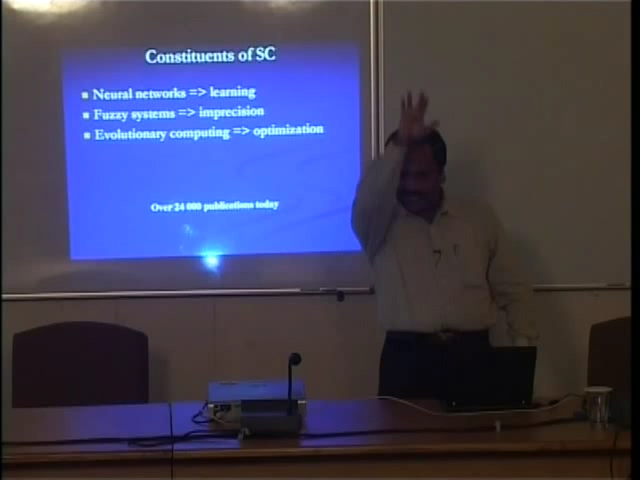 Constituents of SC
Neural networks => learning
Fuzzy systems => imprecision
Evolutionary computing => optimization
Over 24 000 publications today